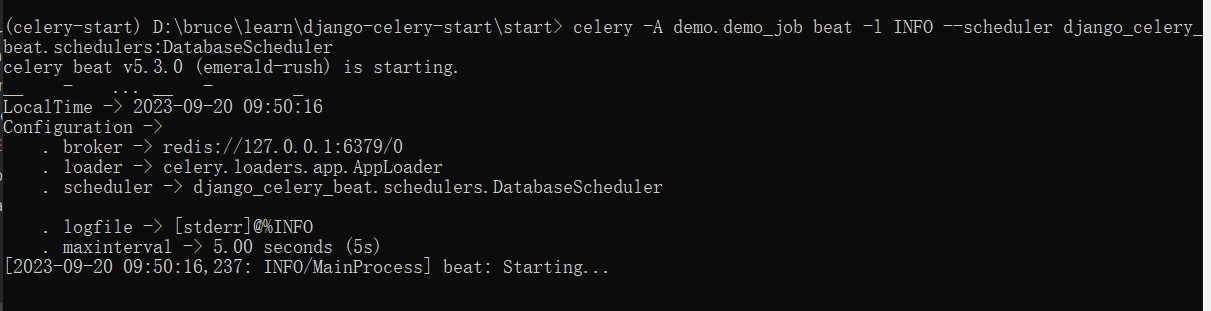 (celery-start) D:\bruce\learn\django-celery-start\start> celery -A demo.demo_job beat -l INFO --scheduler django_celery_
beat.schedulers:DatabaseScheduler
celery beat v5.3.0 (emerald-rush) is starting.
__    -    ... __   -        _
LocalTime -> 2023-09-20 09:50:16
Configuration ->
    . broker -> redis://127.0.0.1:6379/0
    . loader -> celery.loaders.app.AppLoader
    . scheduler -> django_celery_beat.schedulers.DatabaseScheduler
    . logfile -> [stderr]@%INFO
    . maxinterval -> 5.00 seconds (5s)
[2023-09-20 09:50:16,237: INFO/MainProcess] beat: Starting...